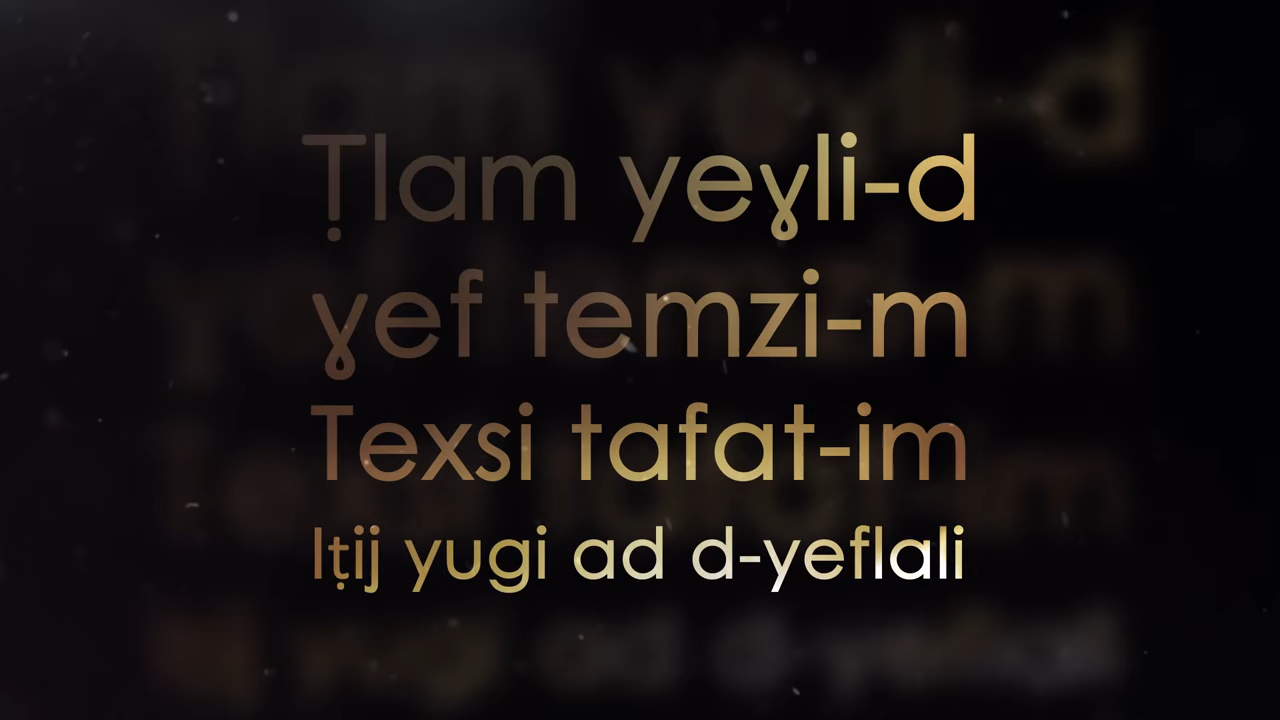 Ṭlam yeɣli-d
ɣef temzi-m
Texsi tafat-im
Iṭij yugi ad d-yeflali